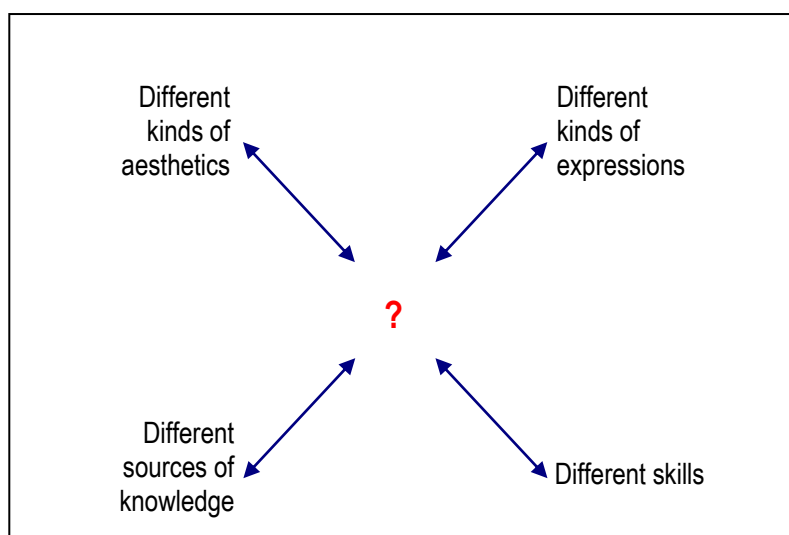 Different
kinds of
aesthetics
Different
kinds of
expressions
?
Different
sources of
knowledge
Different skills